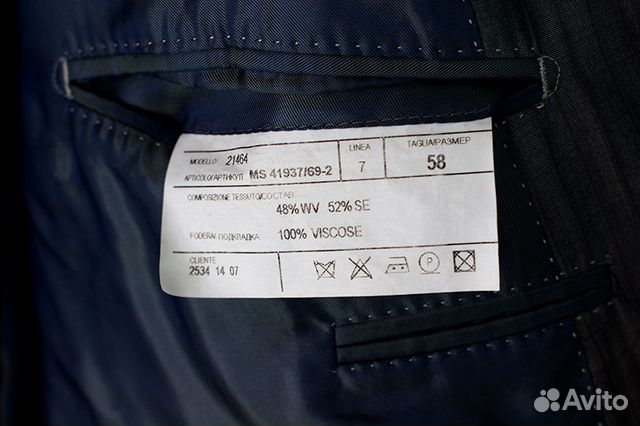 MODELLO 21464
ARTICOLO/АРТИКУЛ MS 41937/69-2
LINEA
7
TAGLIA/РАЗМЕР
58
COMPOSIZIONE TESSUTO/СОСТАВ
48% WV 52% SE
FODERA/ПОДКЛАДКА 100% VISCOSE
CLIENTE
2534 14 07
P
Avito